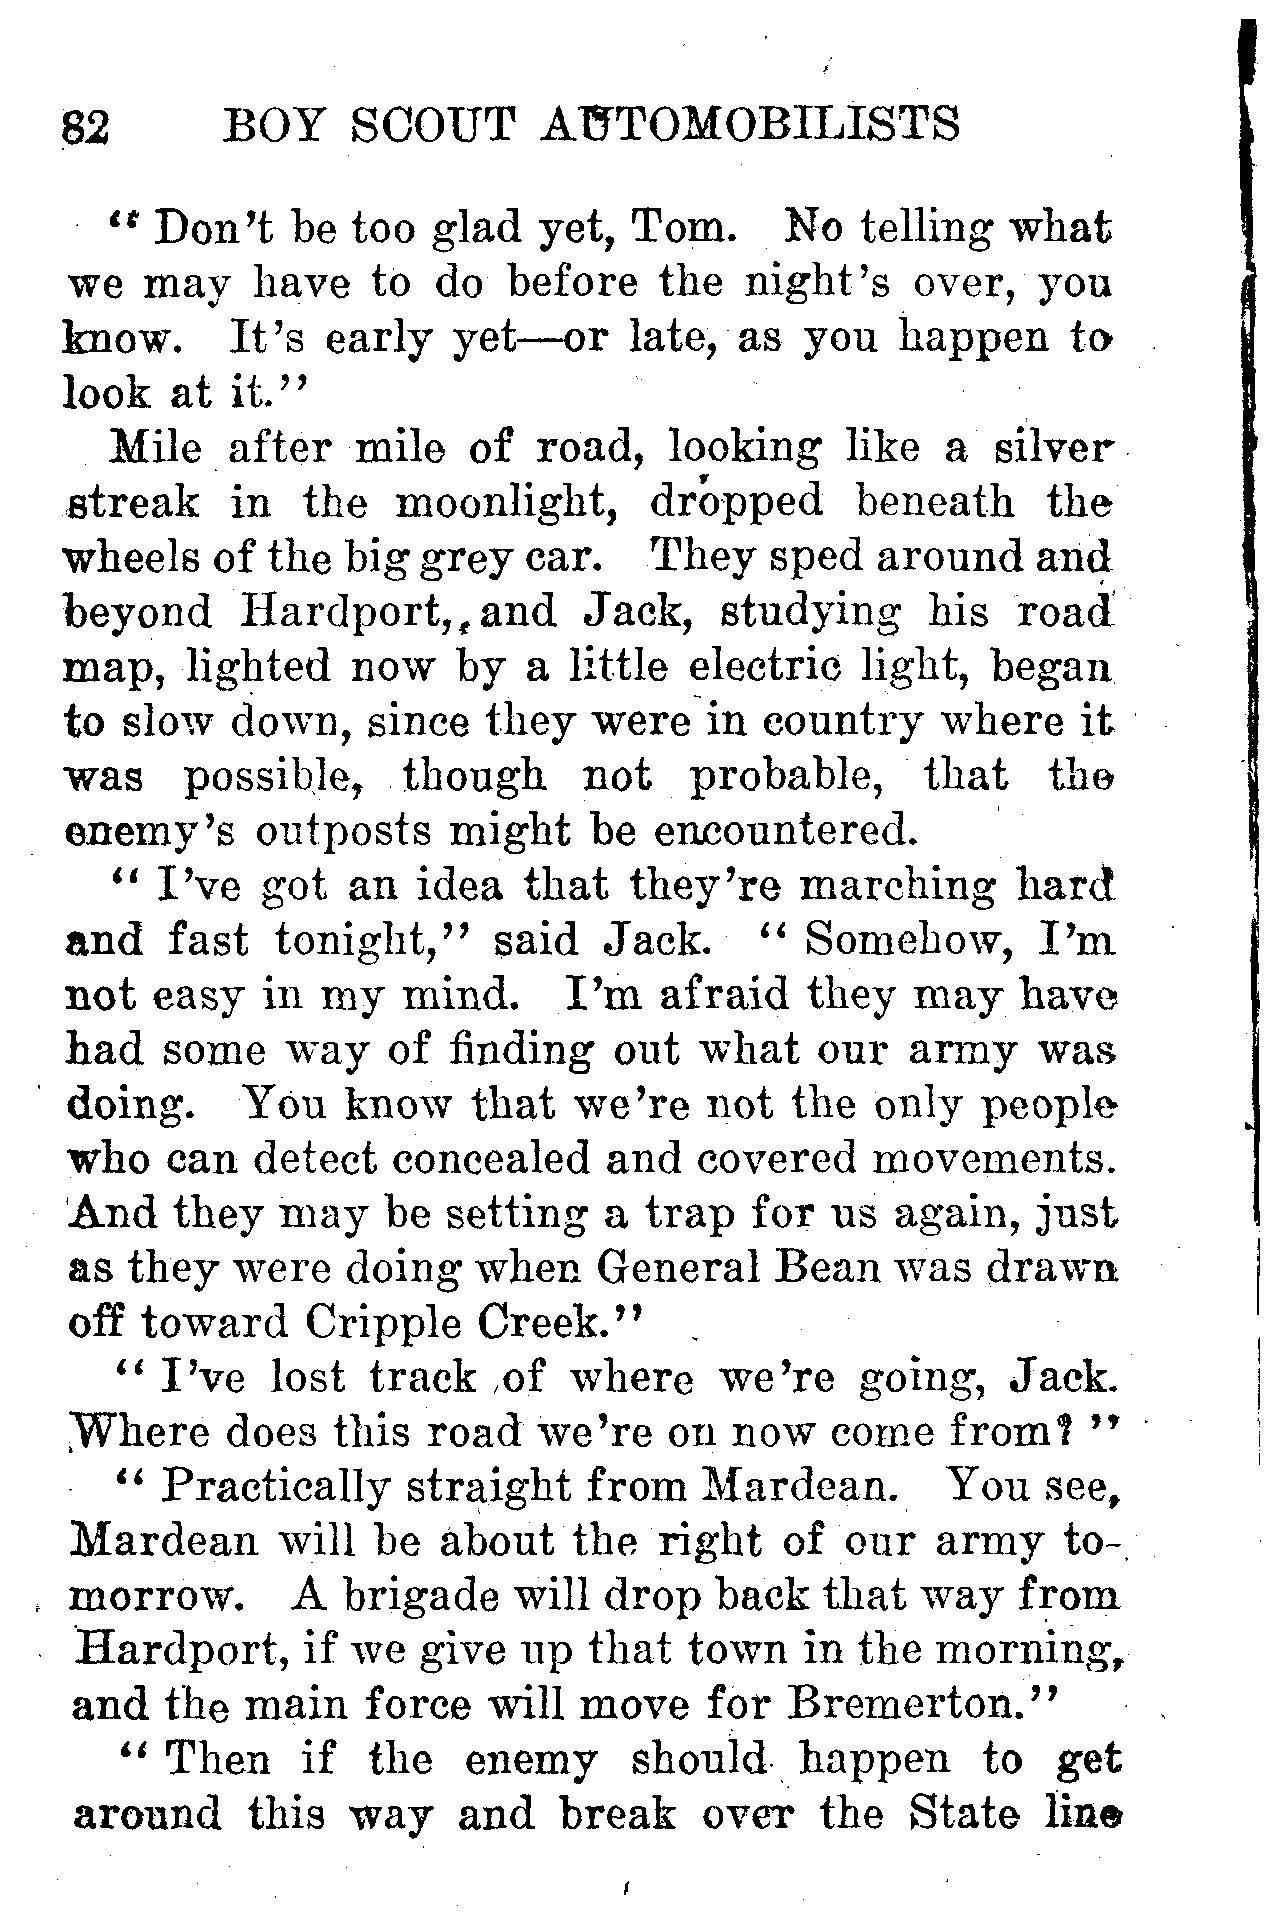 82 BOY SCOUT AUTOMOBILISTS
“ Don't be too glad yet, Tom. No telling what
we may have to do before the night's over, you
know. It's early yet—or late, as you happen to
look at it.”
Mile after mile of road, looking like a silver
streak in the moonlight, dropped beneath the
wheels of the big grey car. They sped around and
beyond Hardport, and Jack, studying his road
map, lighted now by a little electric light, began
to slow down, since they were in country where it
was possible, though not probable, that the
enemy's outposts might be encountered.
“ I've got an idea that they're marching hard
and fast tonight,” said Jack. “ Somehow, I'm
not easy in my mind. I'm afraid they may have
had some way of finding out what our army was
doing. You know that we're not the only people
who can detect concealed and covered movements.
And they may be setting a trap for us again, just
as they were doing when General Bean was drawn
off toward Cripple Creek.”
“ I've lost track of where we're going, Jack.
Where does this road we're on now come from? ”
“ Practically straight from Mardean. You see,
Mardean will be about the right of our army to-
morrow. A brigade will drop back that way from
Hardport, if we give up that town in the morning,
and the main force will move for Bremerton.”
“ Then if the enemy should happen to get
around this way and break over the State line